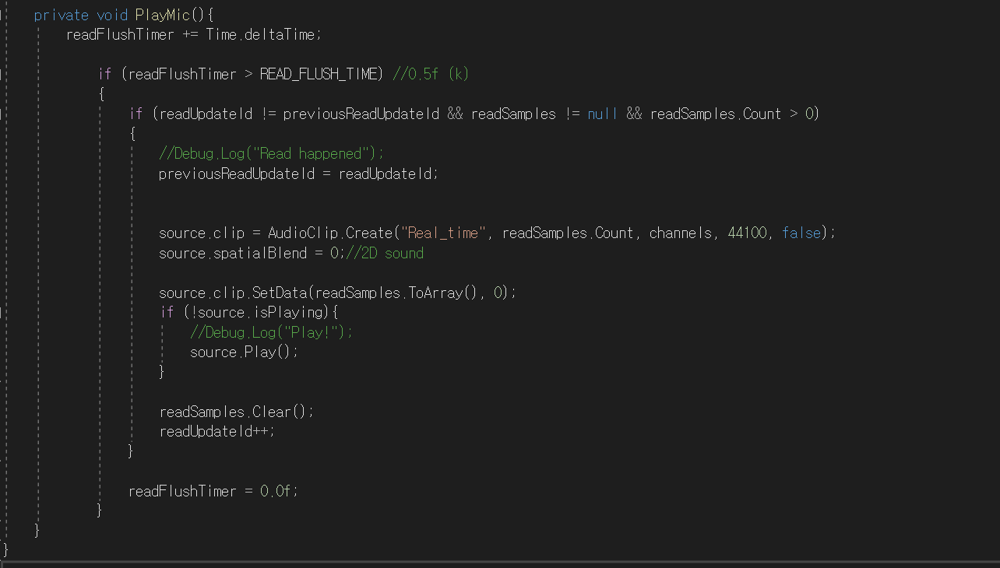 private void PlayMic(){
readFlushTimer += Time.deltaTime;
if (readFlushTimer > READ_FLUSH_TIME) //0.5f (k)
{
if (readUpdateId != previousReadUpdateId && readSamples != null && readSamples.Count > 0)
{
//Debug.Log("Read happened");
previousReadUpdateId = readUpdateId;
source.clip = AudioClip.Create("Real_time", readSamples.Count, channels, 44100, false);
source.spatialBlend = 0;//2D sound
source.clip.SetData(readSamples.ToArray(), 0);
if (!source.isPlaying){
//Debug.Log("Play!");
source.Play();
}
readSamples.Clear();
readUpdateId++;
}
readFlushTimer = 0.0f;
}
}
}